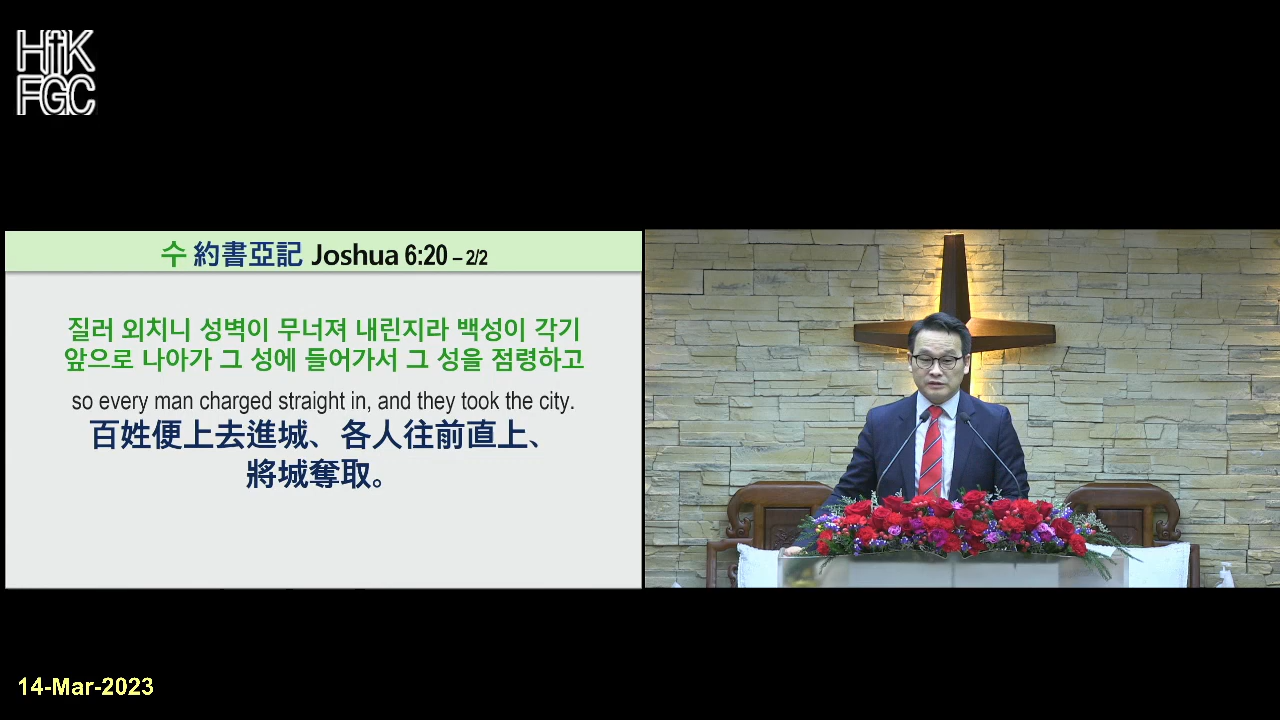 HfK
FGC
수 約書亞記 Joshua 6:20 – 2/2
질러 외치니 성벽이 무너져 내린지라 백성이 각기
앞으로 나아가 그 성에 들어가서 그 성을 점령하고
so every man charged straight in, and they took the city.
百姓便上去進城、各人往前直上、
將城奪取。
14-Mar-2023